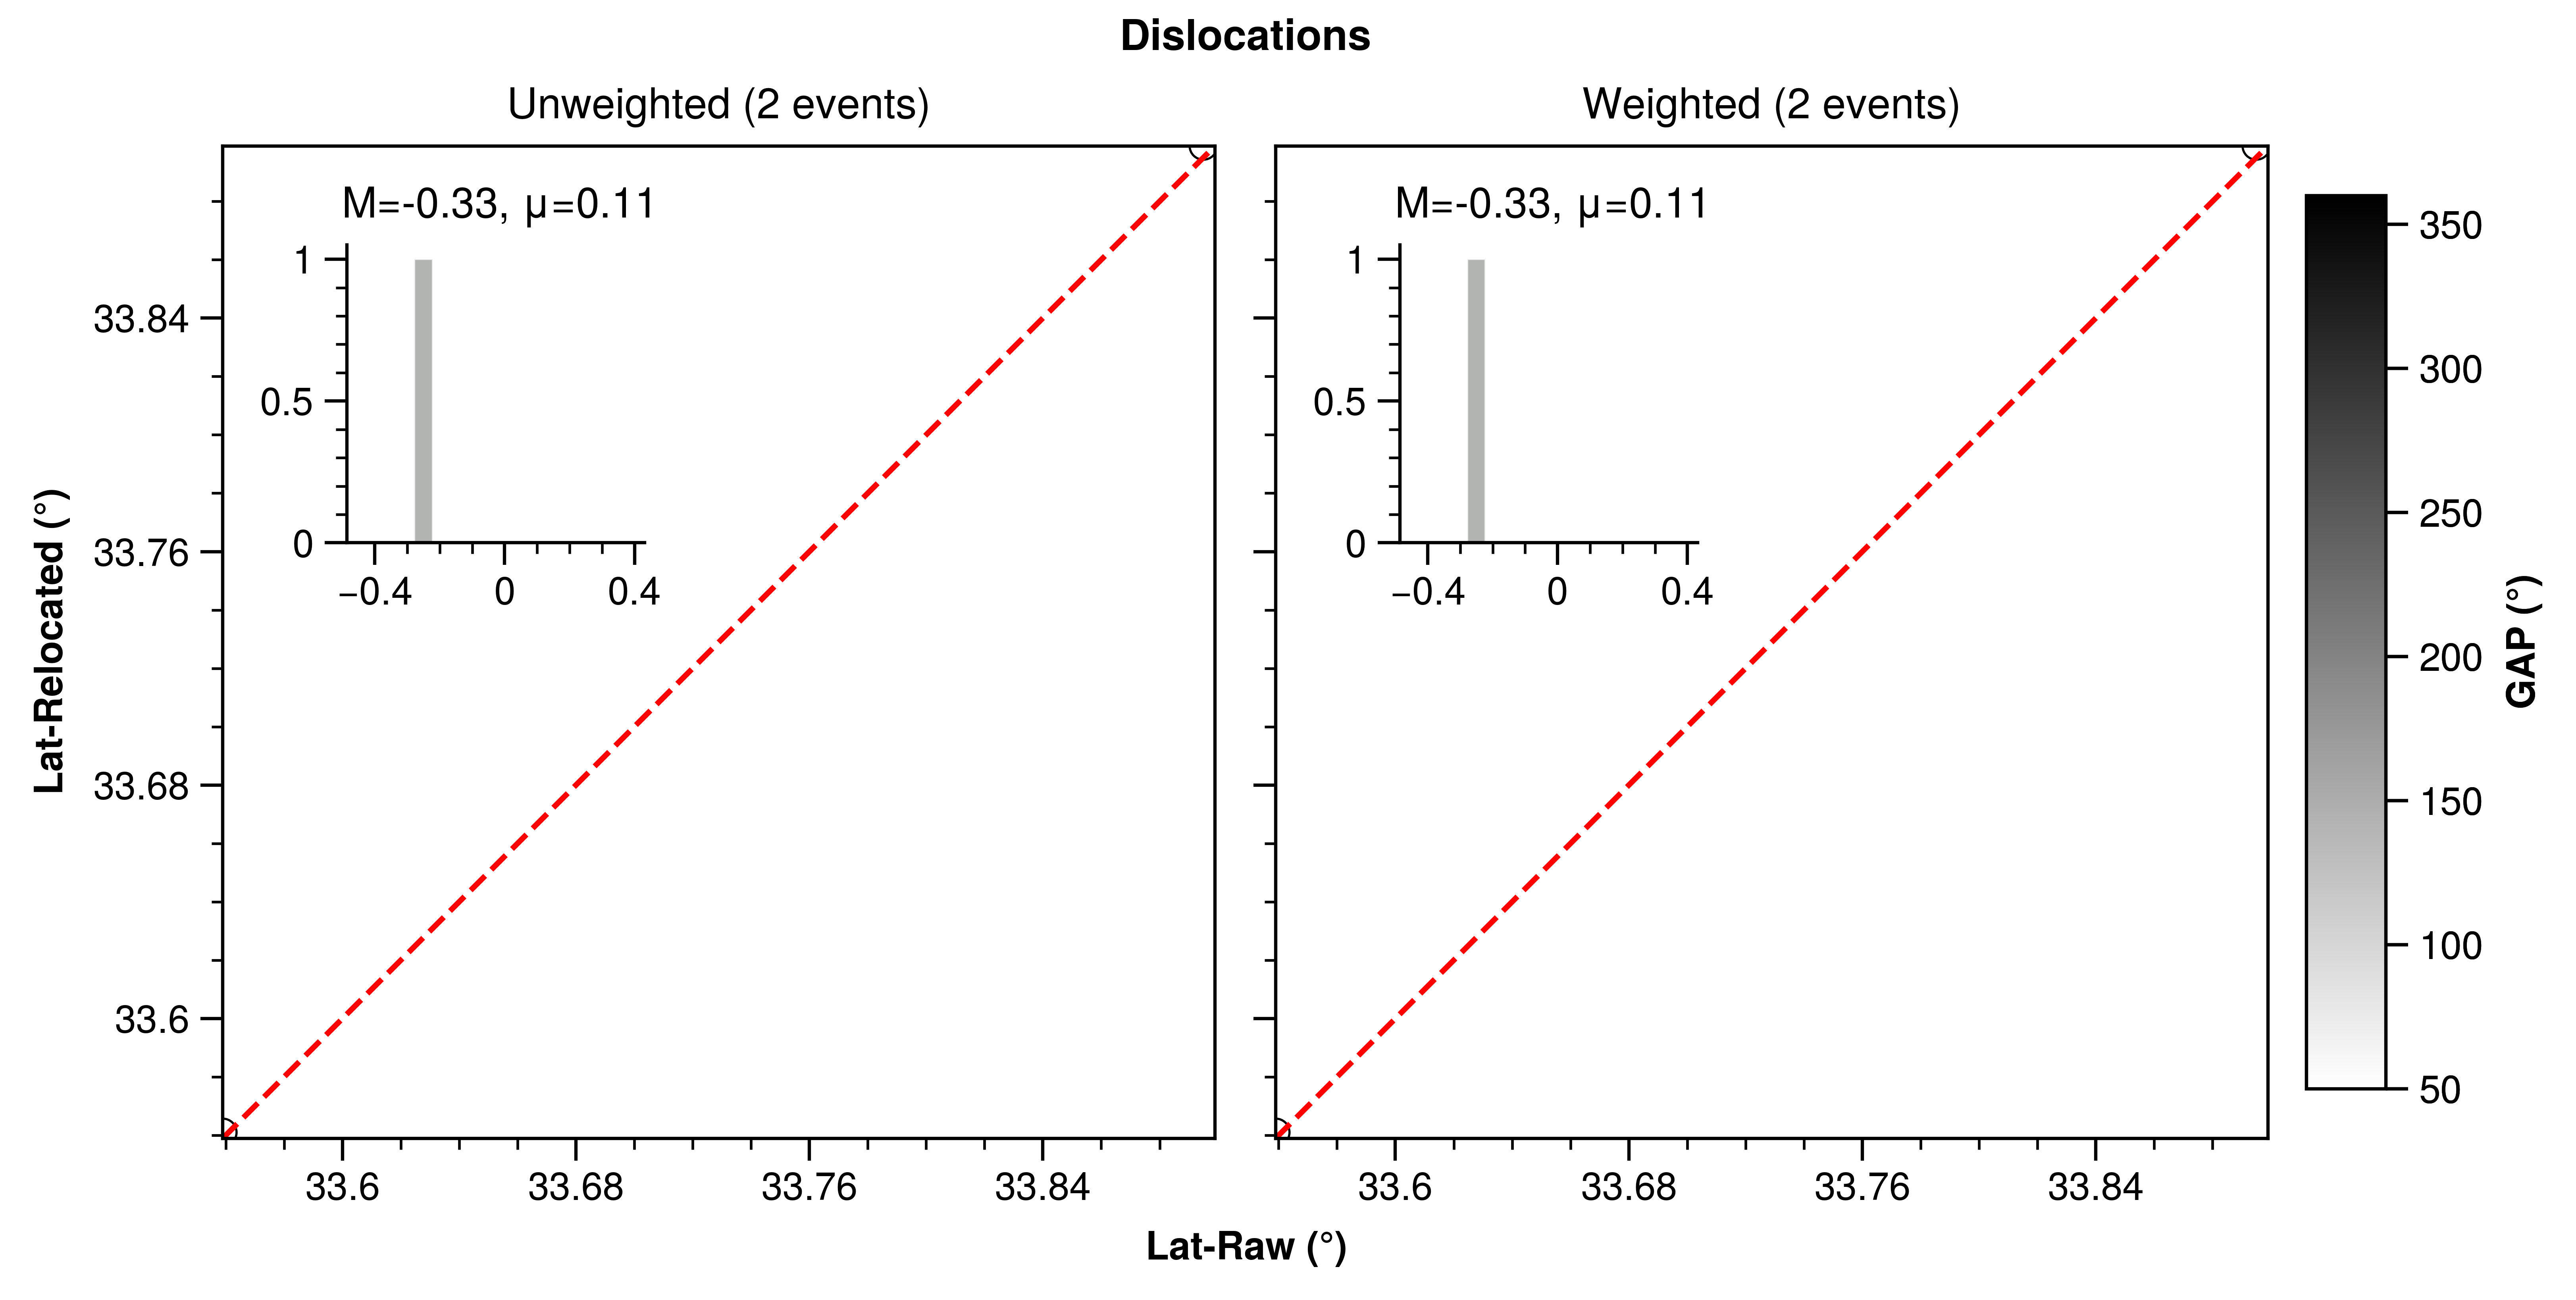 Dislocations
Unweighted (2 events)
Weighted (2 events)
M=-0.33, µ=0.11
1
0.5
0
−0.4 0 0.4
M=-0.33, µ=0.11
1
0.5
0
−0.4 0 0.4
Lat-Relocated (°)
33.84
33.76
33.68
33.6
33.6 33.68 33.76 33.84
33.6 33.68 33.76 33.84
Lat-Raw (°)
350
300
250
200
150
100
50
GAP (°)